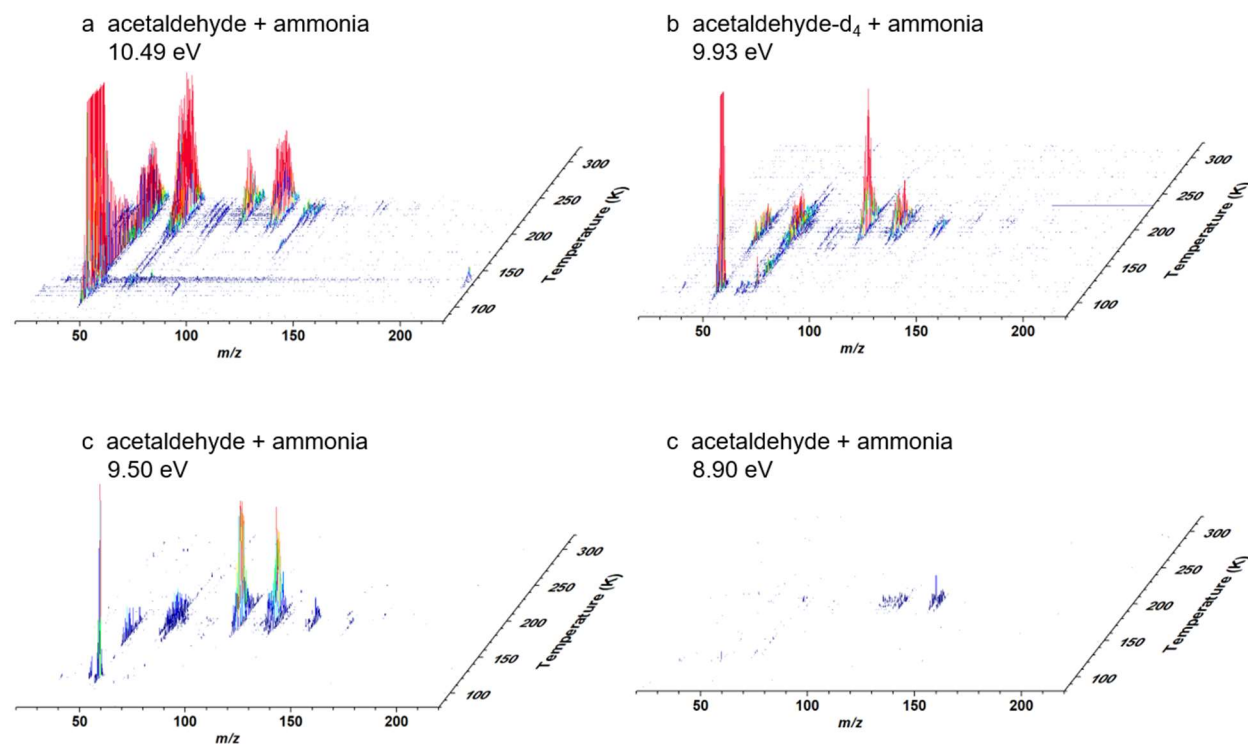 a acetaldehyde + ammonia
10.49 eV
300
250
200
150
100
Temperature (K)
50
100
150
200
m/z
b acetaldehyde-d₄ + ammonia
9.93 eV
300
250
200
150
100
Temperature (K)
50
100
150
200
m/z
c acetaldehyde + ammonia
9.50 eV
300
250
200
150
100
Temperature (K)
50
100
150
200
m/z
c acetaldehyde + ammonia
8.90 eV
300
250
200
150
100
Temperature (K)
50
100
150
200
m/z